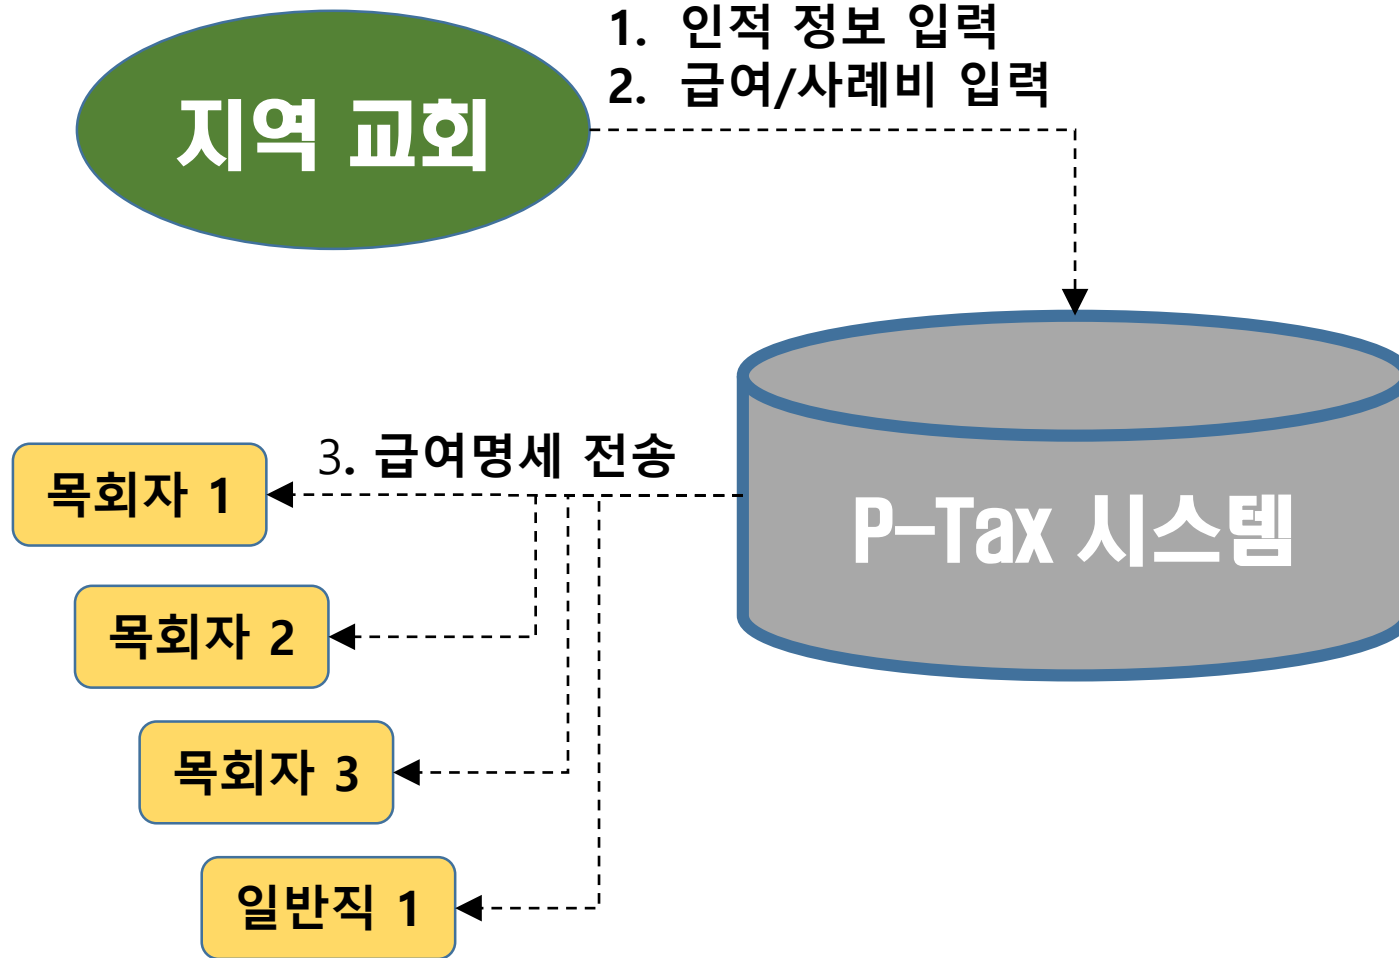 1. 인적 정보 입력
2. 급여/사례비 입력
지역 교회
3. 급여명세 전송
목회자 1
P-Tax 시스템
목회자 2
목회자 3
일반직 1